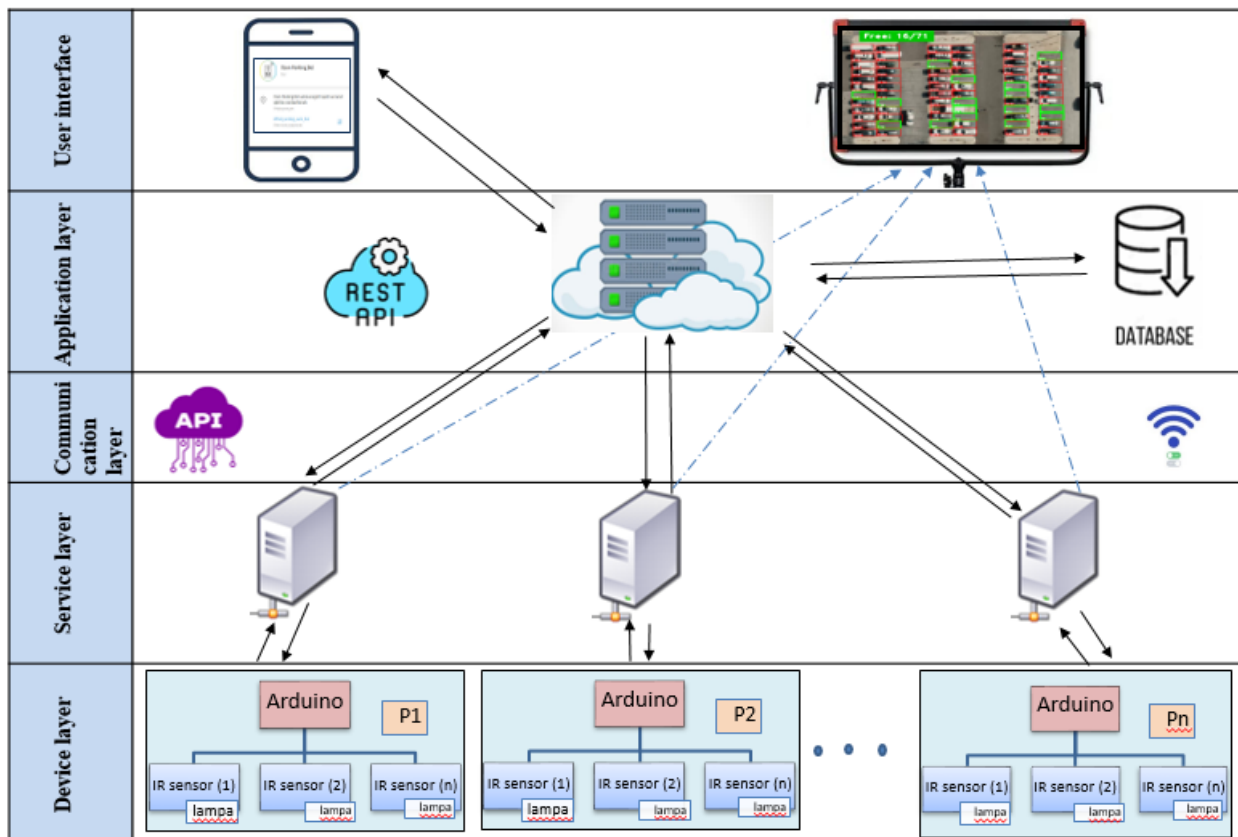 User interface
Free: 16/71
Application layer
REST
API
DATABASE
Communi
cation
layer
API
Service layer
Device layer
Arduino
P1
IR sensor (1)
IR sensor (2)
IR sensor (n)
lampa
lampa
lampa
Arduino
P2
IR sensor (1)
IR sensor (2)
IR sensor (n)
lampa
lampa
lampa
Arduino
Pn
IR sensor (1)
IR sensor (2)
IR sensor (n)
lampa
lampa
lampa